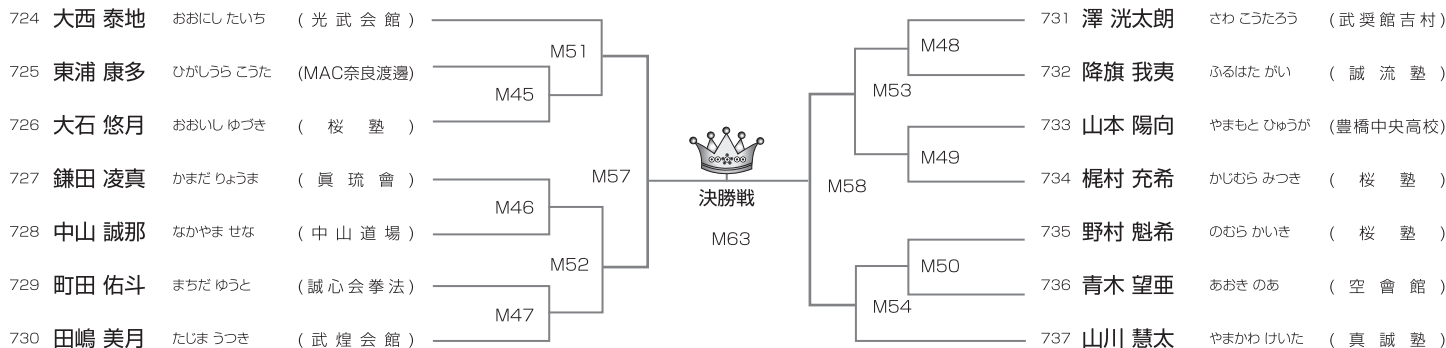 724 大西 泰地 おおにし たいち (光武会館)
725 東浦 康多 ひがしうら こうた (MAC奈良渡邊)
726 大石 悠月 おおいし ゆづき (桜塾)
727 鎌田 凌真 かまだ りょうま (眞琉會)
728 中山 誠那 なかやま せな (中山道場)
729 町田 佑斗 まちだ ゆうと (誠心会拳法)
730 田嶋 美月 たじま うつき (武煌会館)
M51
M45
M57
M46
M52
M47
決勝戦
M63
M48
M53
M49
M58
M50
M54
731 澤 洸太朗 さわ こうたろう (武奨館吉村)
732 降旗 我夷 ふるはた がい (誠流塾)
733 山本 陽向 やまもと ひゅうが (豊橋中央高校)
734 梶村 充希 かじむら みつき (桜塾)
735 野村 魁希 のむら かいき (桜塾)
736 青木 望亜 あおき のあ (空會館)
737 山川 慧太 やまかわ けいた (真誠塾)